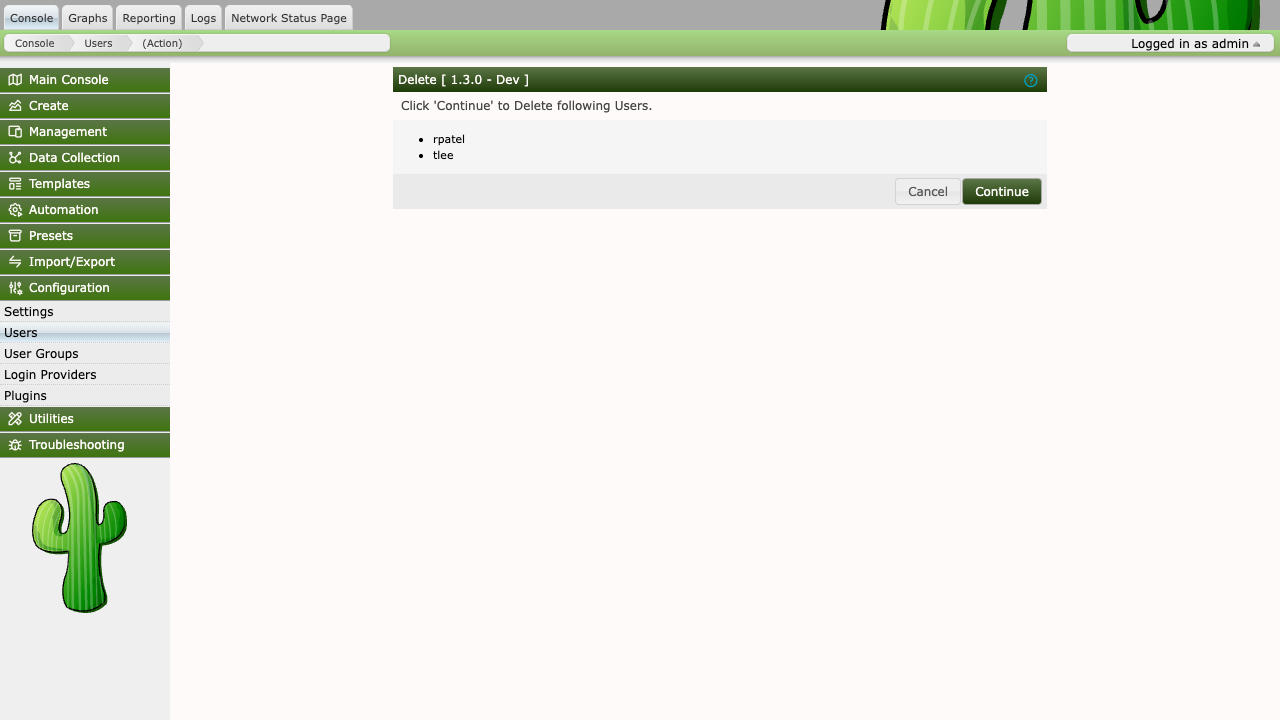 Console Graphs Reporting Logs Network Status Page
Console Users (Action) Logged in as admin
Main Console
Create
Management
Data Collection
Templates
Automation
Presets
Import/Export
Configuration
Settings
Users
User Groups
Login Providers
Plugins
Utilities
Troubleshooting
Delete [ 1.3.0 - Dev ]
Click 'Continue' to Delete following Users.
• rpatel
• tlee
Cancel Continue